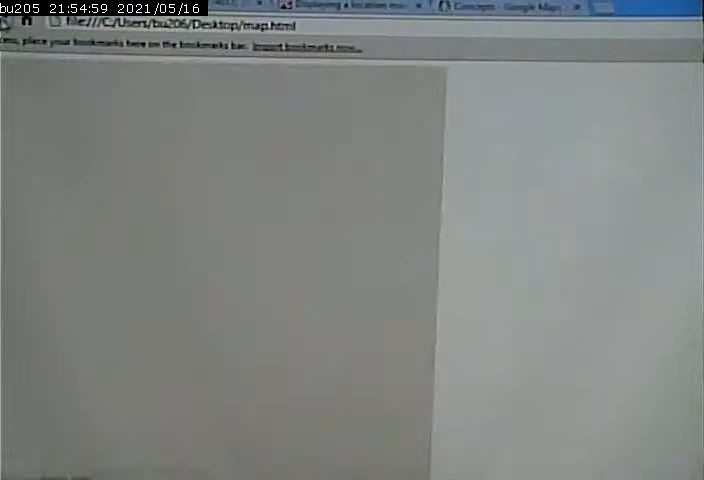 bu205 21:54:59 2021/05/16
Displaying a location
Concepts - Google Maps
file:///C:/Users/bu206/Desktop/map.html
place your bookmarks here on the bookmarks bar. Import bookmarks now...